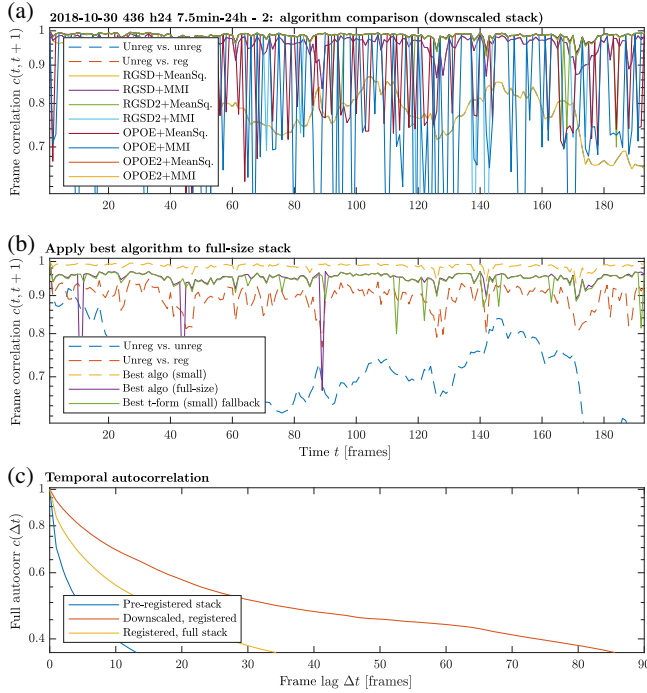 (a)
2018-10-30 436 h24 7.5min-24h - 2: algorithm comparison (downscaled stack)
1
0.9
0.8
0.7
Frame correlation c(t, t + 1)
Unreg vs. unreg
Unreg vs. reg
RGSD+MeanSq.
RGSD+MMI
RGSD2+MeanSq.
RGSD2+MMI
OPOE+MeanSq.
OPOE+MMI
OPOE2+MeanSq.
OPOE2+MMI
20 40 60 80 100 120 140 160 180
(b)
Apply best algorithm to full-size stack
1
0.9
0.8
0.7
Frame correlation c(t, t + 1)
Unreg vs. unreg
Unreg vs. reg
Best algo (small)
Best algo (full-size)
Best t-form (small) fallback
20 40 60 80 100 120 140 160 180
Time t [frames]
(c)
Temporal autocorrelation
1
0.8
0.6
0.4
Full autocorr c(Δt)
Pre-registered stack
Downscaled, registered
Registered, full stack
0 10 20 30 40 50 60 70 80 90
Frame lag Δt [frames]